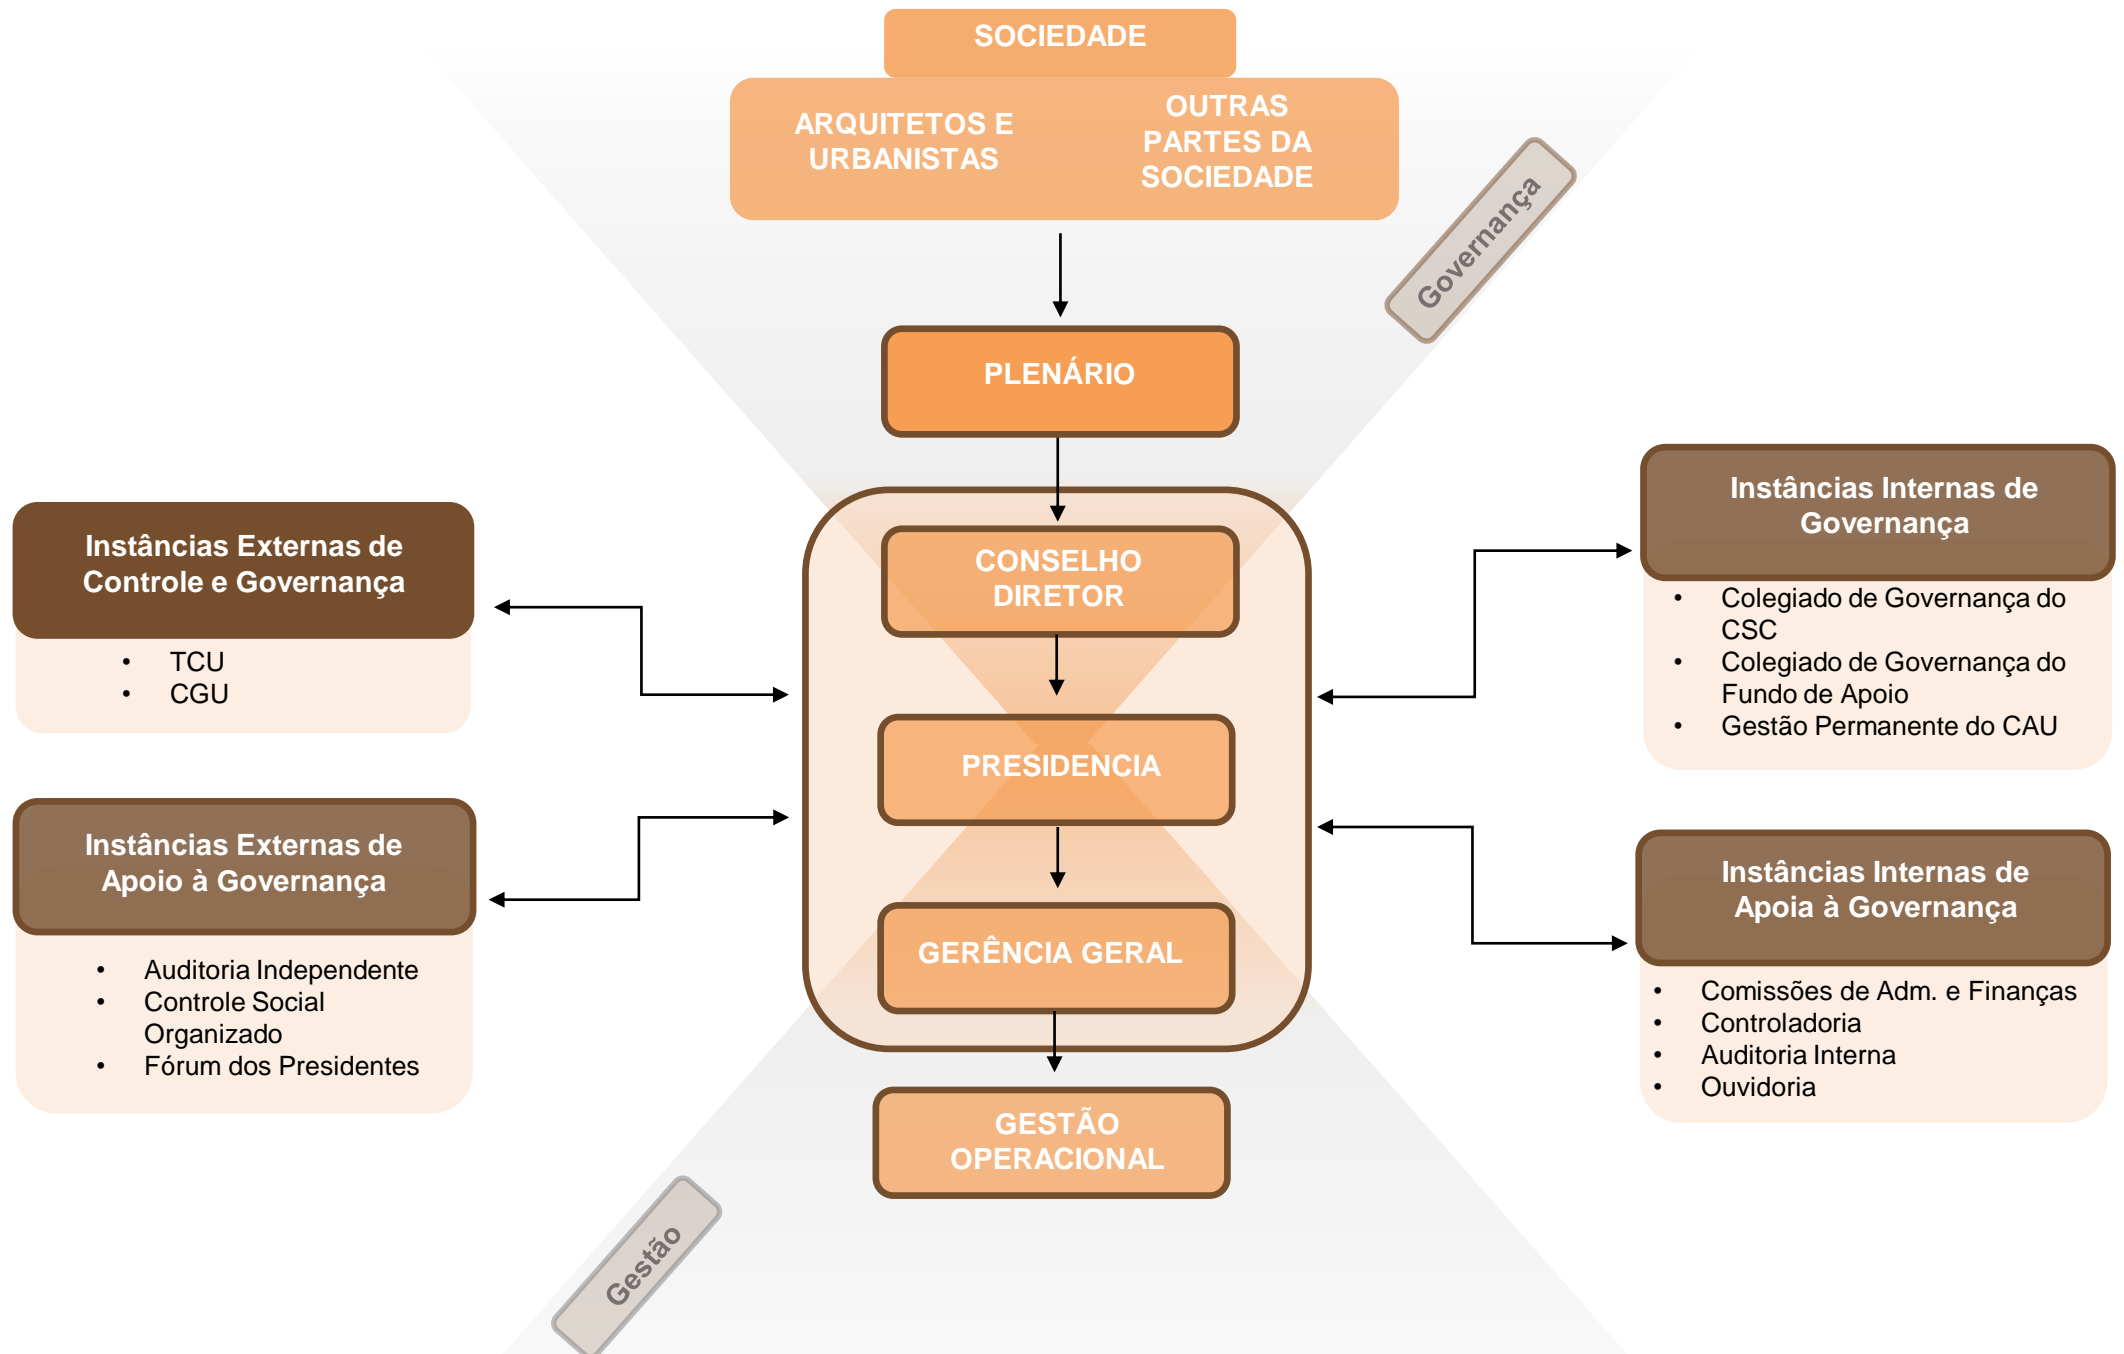 SOCIEDADE
ARQUITETOS E
URBANISTAS
OUTRAS
PARTES DA
SOCIEDADE
Governança
PLENÁRIO
Instâncias Externas de
Controle e Governança
• TCU
• CGU
Instâncias Externas de
Apoio à Governança
• Auditoria Independente
• Controle Social
Organizado
• Fórum dos Presidentes
CONSELHO
DIRETOR
PRESIDENCIA
GERÊNCIA GERAL
GESTÃO
OPERACIONAL
Instâncias Internas de
Governança
• Colegiado de Governança do
CSC
• Colegiado de Governança do
Fundo de Apoio
• Gestão Permanente do CAU
Instâncias Internas de
Apoia à Governança
• Comissões de Adm. e Finanças
• Controladoria
• Auditoria Interna
• Ouvidoria
Gestão